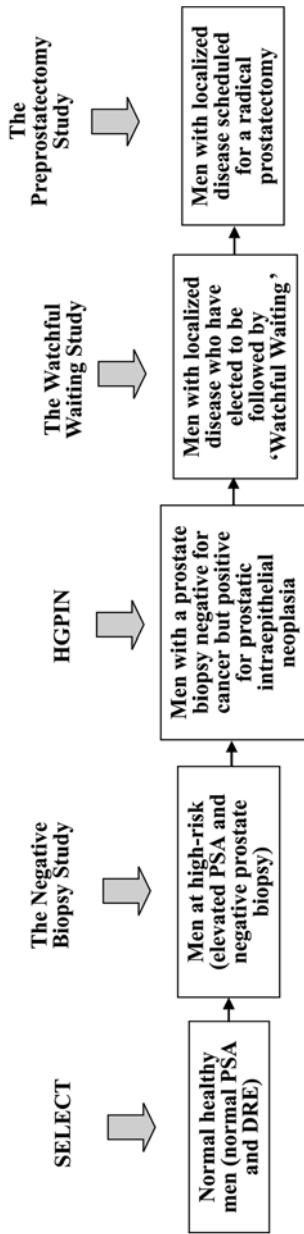 SELECT
The Negative
Biopsy Study
HGPIN
The Watchful
Waiting Study
The
Preprostatectomy
Study
Normal healthy
men (normal PSA
and DRE)
Men at high-risk
(elevated PSA and
negative prostate
biopsy)
Men with a prostate
biopsy negative for
cancer but positive
for prostatic
intraepithelial
neoplasia
Men with localized
disease who have
elected to be
followed by
‘Watchful Waiting’
Men with localized
disease scheduled
for a radical
prostatectomy